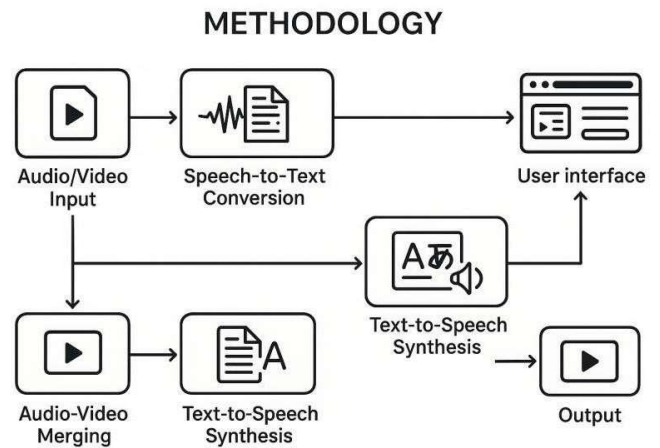 METHODOLOGY
Audio/Video
Input
Speech-to-Text
Conversion
User interface
A あ
Text-to-Speech
Synthesis
A
Audio-Video
Merging
Text-to-Speech
Synthesis
Output